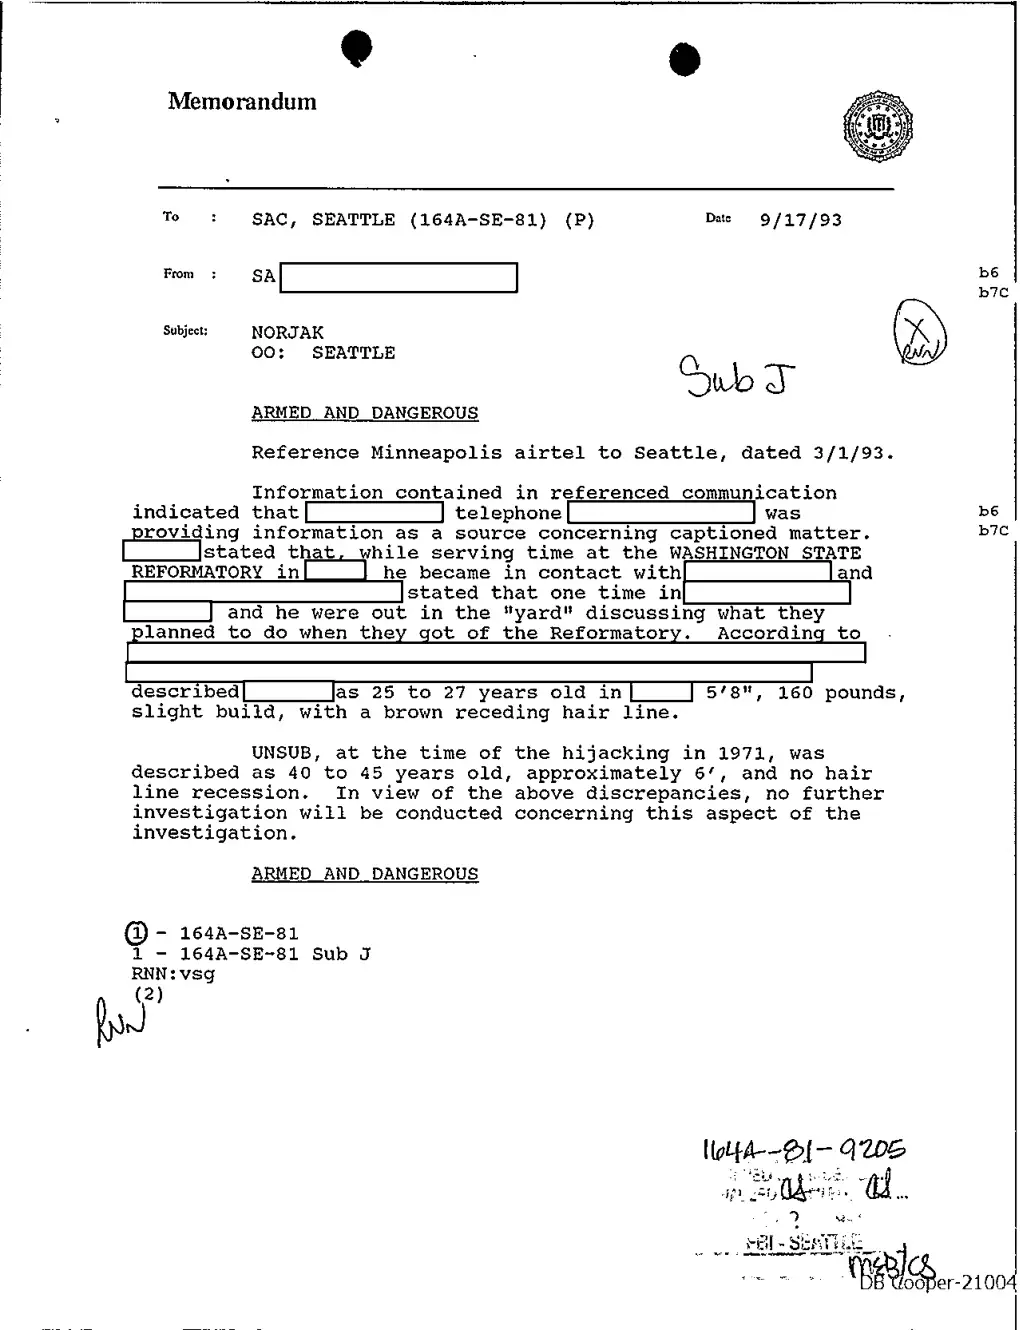 Memorandum
To : SAC, SEATTLE (164A-SE-81) (P) Date 9/17/93
From : SA b6
b7C
X
RNN
Subject: NORJAK
OO: SEATTLE
Sub J
ARMED AND DANGEROUS
Reference Minneapolis airtel to Seattle, dated 3/1/93.
Information contained in referenced communication
indicated that telephone was b6
providing information as a source concerning captioned matter. b7C
stated that, while serving time at the WASHINGTON STATE
REFORMATORY in he became in contact with and
stated that one time in
and he were out in the "yard" discussing what they
planned to do when they got of the Reformatory. According to
described as 25 to 27 years old in 5'8", 160 pounds,
slight build, with a brown receding hair line.
UNSUB, at the time of the hijacking in 1971, was
described as 40 to 45 years old, approximately 6', and no hair
line recession. In view of the above discrepancies, no further
investigation will be conducted concerning this aspect of the
investigation.
ARMED AND DANGEROUS
1 - 164A-SE-81
1 - 164A-SE-81 Sub J
RNN:vsg
(2)
RNN
164A-81-9205
FBI - SEATTLE
DB Cooper-21004